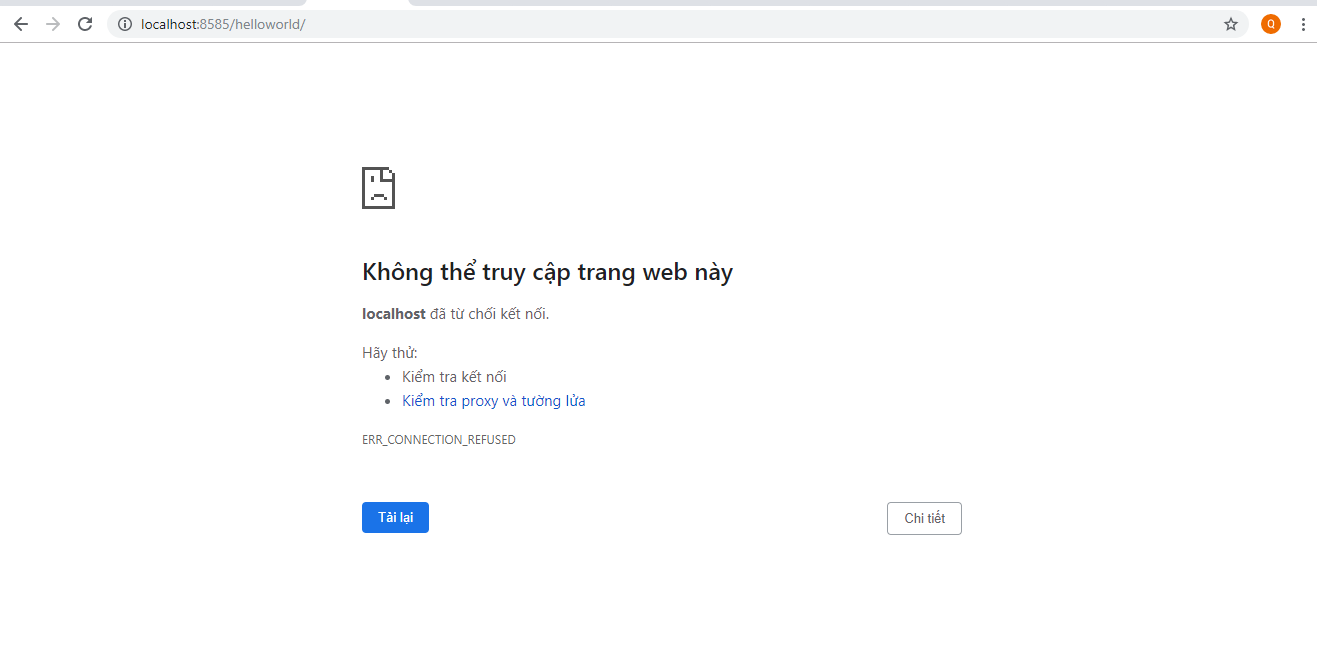 localhost:8585/helloworld/
Q
Không thể truy cập trang web này
localhost đã từ chối kết nối.
Hãy thử:
• Kiểm tra kết nối
• Kiểm tra proxy và tường lửa
ERR_CONNECTION_REFUSED
Tải lại
Chi tiết